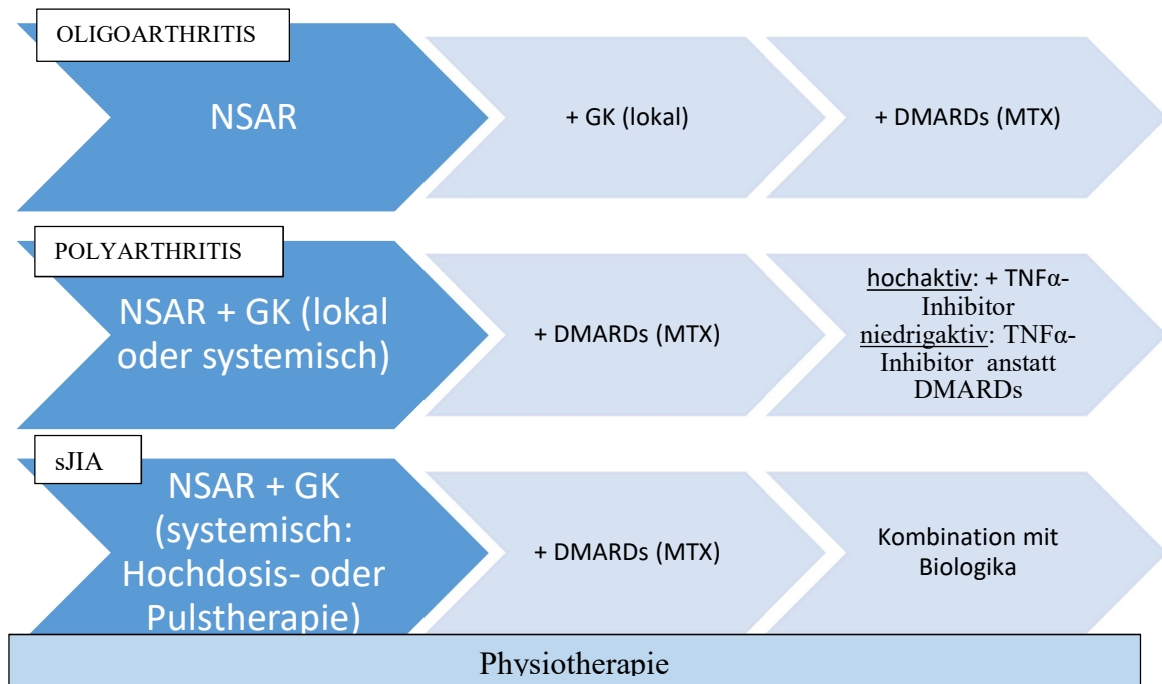 OLIGOARTHRITIS
NSAR
+ GK (lokal)
+ DMARDs (MTX)
POLYARTHRITIS
NSAR + GK (lokal
oder systemisch)
+ DMARDs (MTX)
hochaktiv: + TNFα-
Inhibitor
niedrigaktiv: TNFα-
Inhibitor anstatt
DMARDs
sJIA
NSAR + GK
(systemisch:
Hochdosis- oder
Pulstherapie)
+ DMARDs (MTX)
Kombination mit
Biologika
Physiotherapie